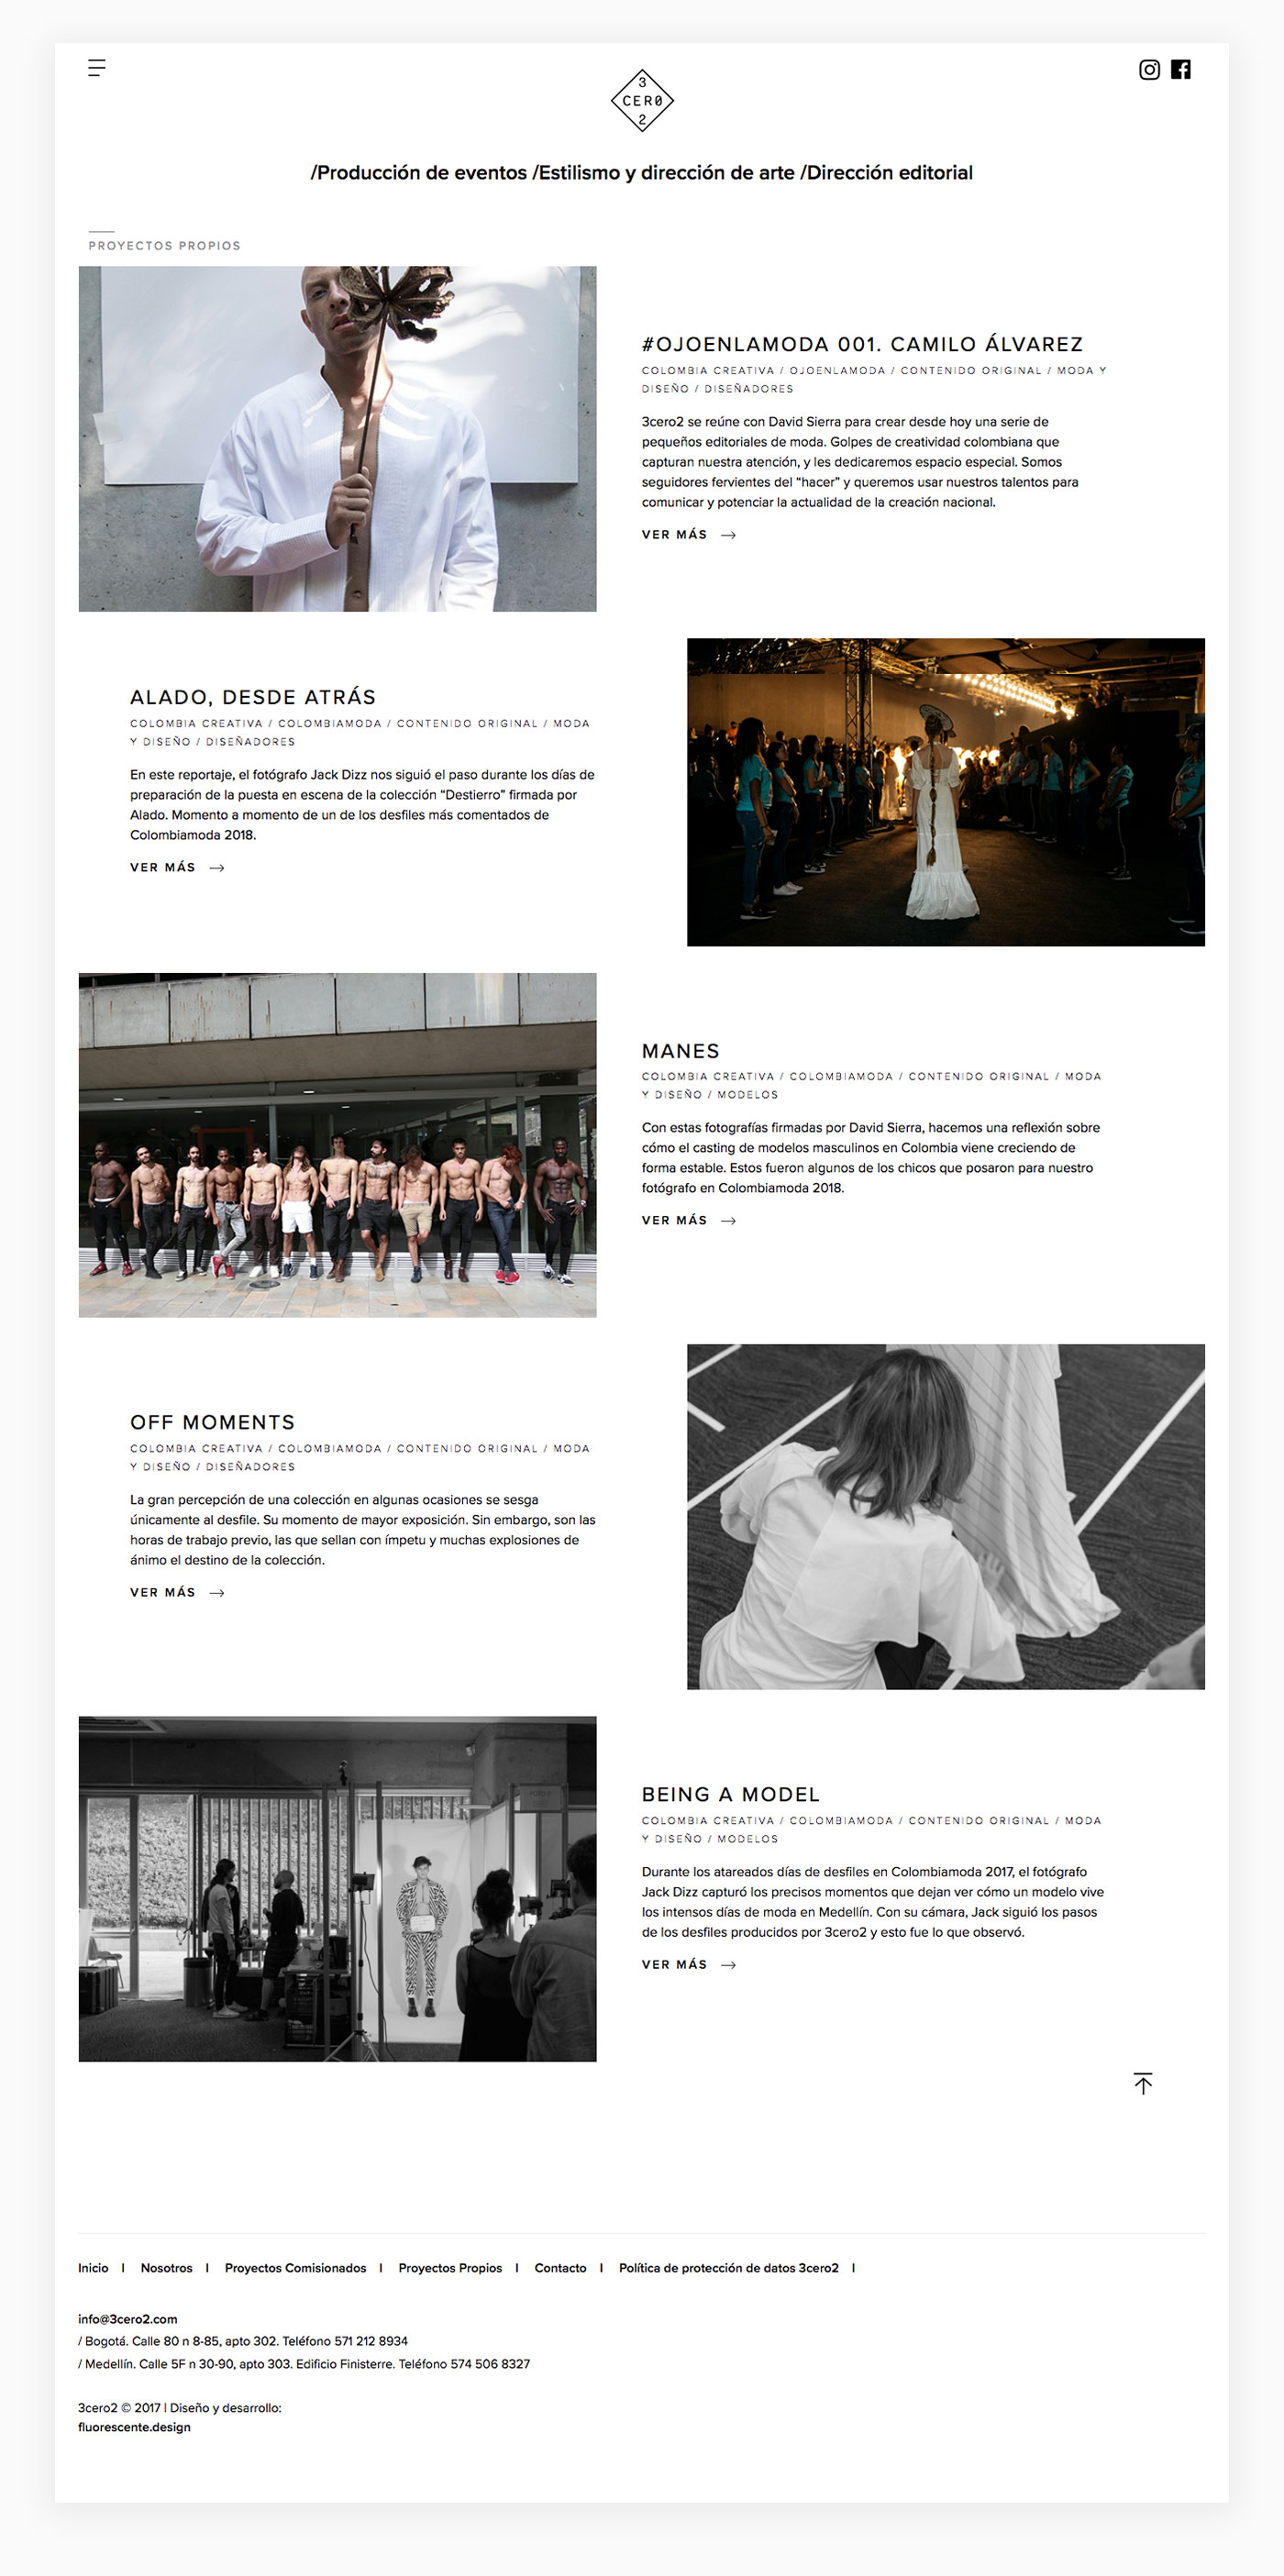 3
CER0
2
/Producción de eventos /Estilismo y dirección de arte /Dirección editorial
PROYECTOS PROPIOS
#OJOENLAMODA 001. CAMILO ÁLVAREZ
COLOMBIA CREATIVA / OJOENLAMODA / CONTENIDO ORIGINAL / MODA Y
DISEÑO / DISEÑADORES
3cero2 se reúne con David Sierra para crear desde hoy una serie de
pequeños editoriales de moda. Golpes de creatividad colombiana que
capturan nuestra atención, y les dedicaremos espacio especial. Somos
seguidores fervientes del “hacer” y queremos usar nuestros talentos para
comunicar y potenciar la actualidad de la creación nacional.
VER MÁS
ALADO, DESDE ATRÁS
COLOMBIA CREATIVA / COLOMBIAMODA / CONTENIDO ORIGINAL / MODA
Y DISEÑO / DISEÑADORES
En este reportaje, el fotógrafo Jack Dizz nos siguió el paso durante los días de
preparación de la puesta en escena de la colección “Destierro” firmada por
Alado. Momento a momento de un de los desfiles más comentados de
Colombiamoda 2018.
VER MÁS
MANES
COLOMBIA CREATIVA / COLOMBIAMODA / CONTENIDO ORIGINAL / MODA
Y DISEÑO / MODELOS
Con estas fotografías firmadas por David Sierra, hacemos una reflexión sobre
cómo el casting de modelos masculinos en Colombia viene creciendo de
forma estable. Estos fueron algunos de los chicos que posaron para nuestro
fotógrafo en Colombiamoda 2018.
VER MÁS
OFF MOMENTS
COLOMBIA CREATIVA / COLOMBIAMODA / CONTENIDO ORIGINAL / MODA
Y DISEÑO / DISEÑADORES
La gran percepción de una colección en algunas ocasiones se sesga
únicamente al desfile. Su momento de mayor exposición. Sin embargo, son las
horas de trabajo previo, las que sellan con ímpetu y muchas explosiones de
ánimo el destino de la colección.
VER MÁS
BEING A MODEL
COLOMBIA CREATIVA / COLOMBIAMODA / CONTENIDO ORIGINAL / MODA
Y DISEÑO / MODELOS
Durante los atareados días de desfiles en Colombiamoda 2017, el fotógrafo
Jack Dizz capturó los precisos momentos que dejan ver cómo un modelo vive
los intensos días de moda en Medellín. Con su cámara, Jack siguió los pasos
de los desfiles producidos por 3cero2 y esto fue lo que observó.
VER MÁS
Inicio | Nosotros | Proyectos Comisionados | Proyectos Propios | Contacto | Política de protección de datos 3cero2 |
info@3cero2.com
/ Bogotá. Calle 80 n 8-85, apto 302. Teléfono 571 212 8934
/ Medellín. Calle 5F n 30-90, apto 303. Edificio Finisterre. Teléfono 574 506 8327
3cero2 © 2017 | Diseño y desarrollo:
fluorescente.design